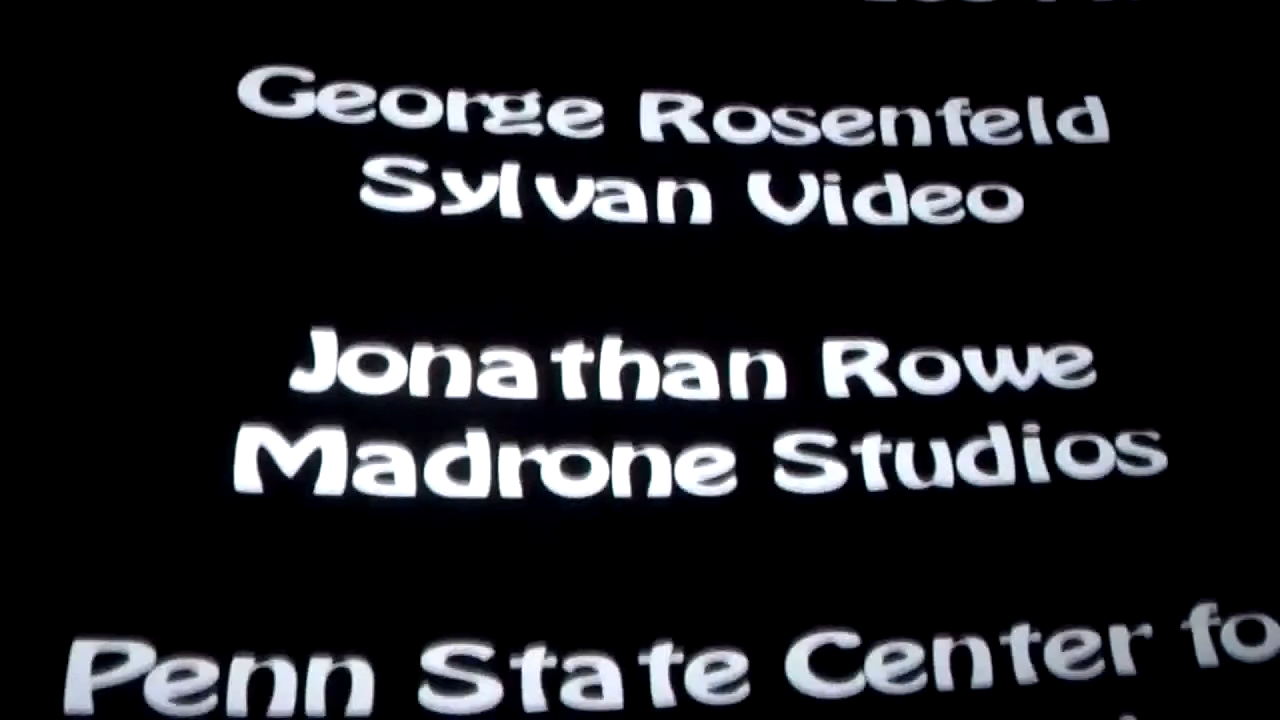 George Rosenfeld
Sylvan Video
Jonathan Rowe
Madrone Studios
Penn State Center fo